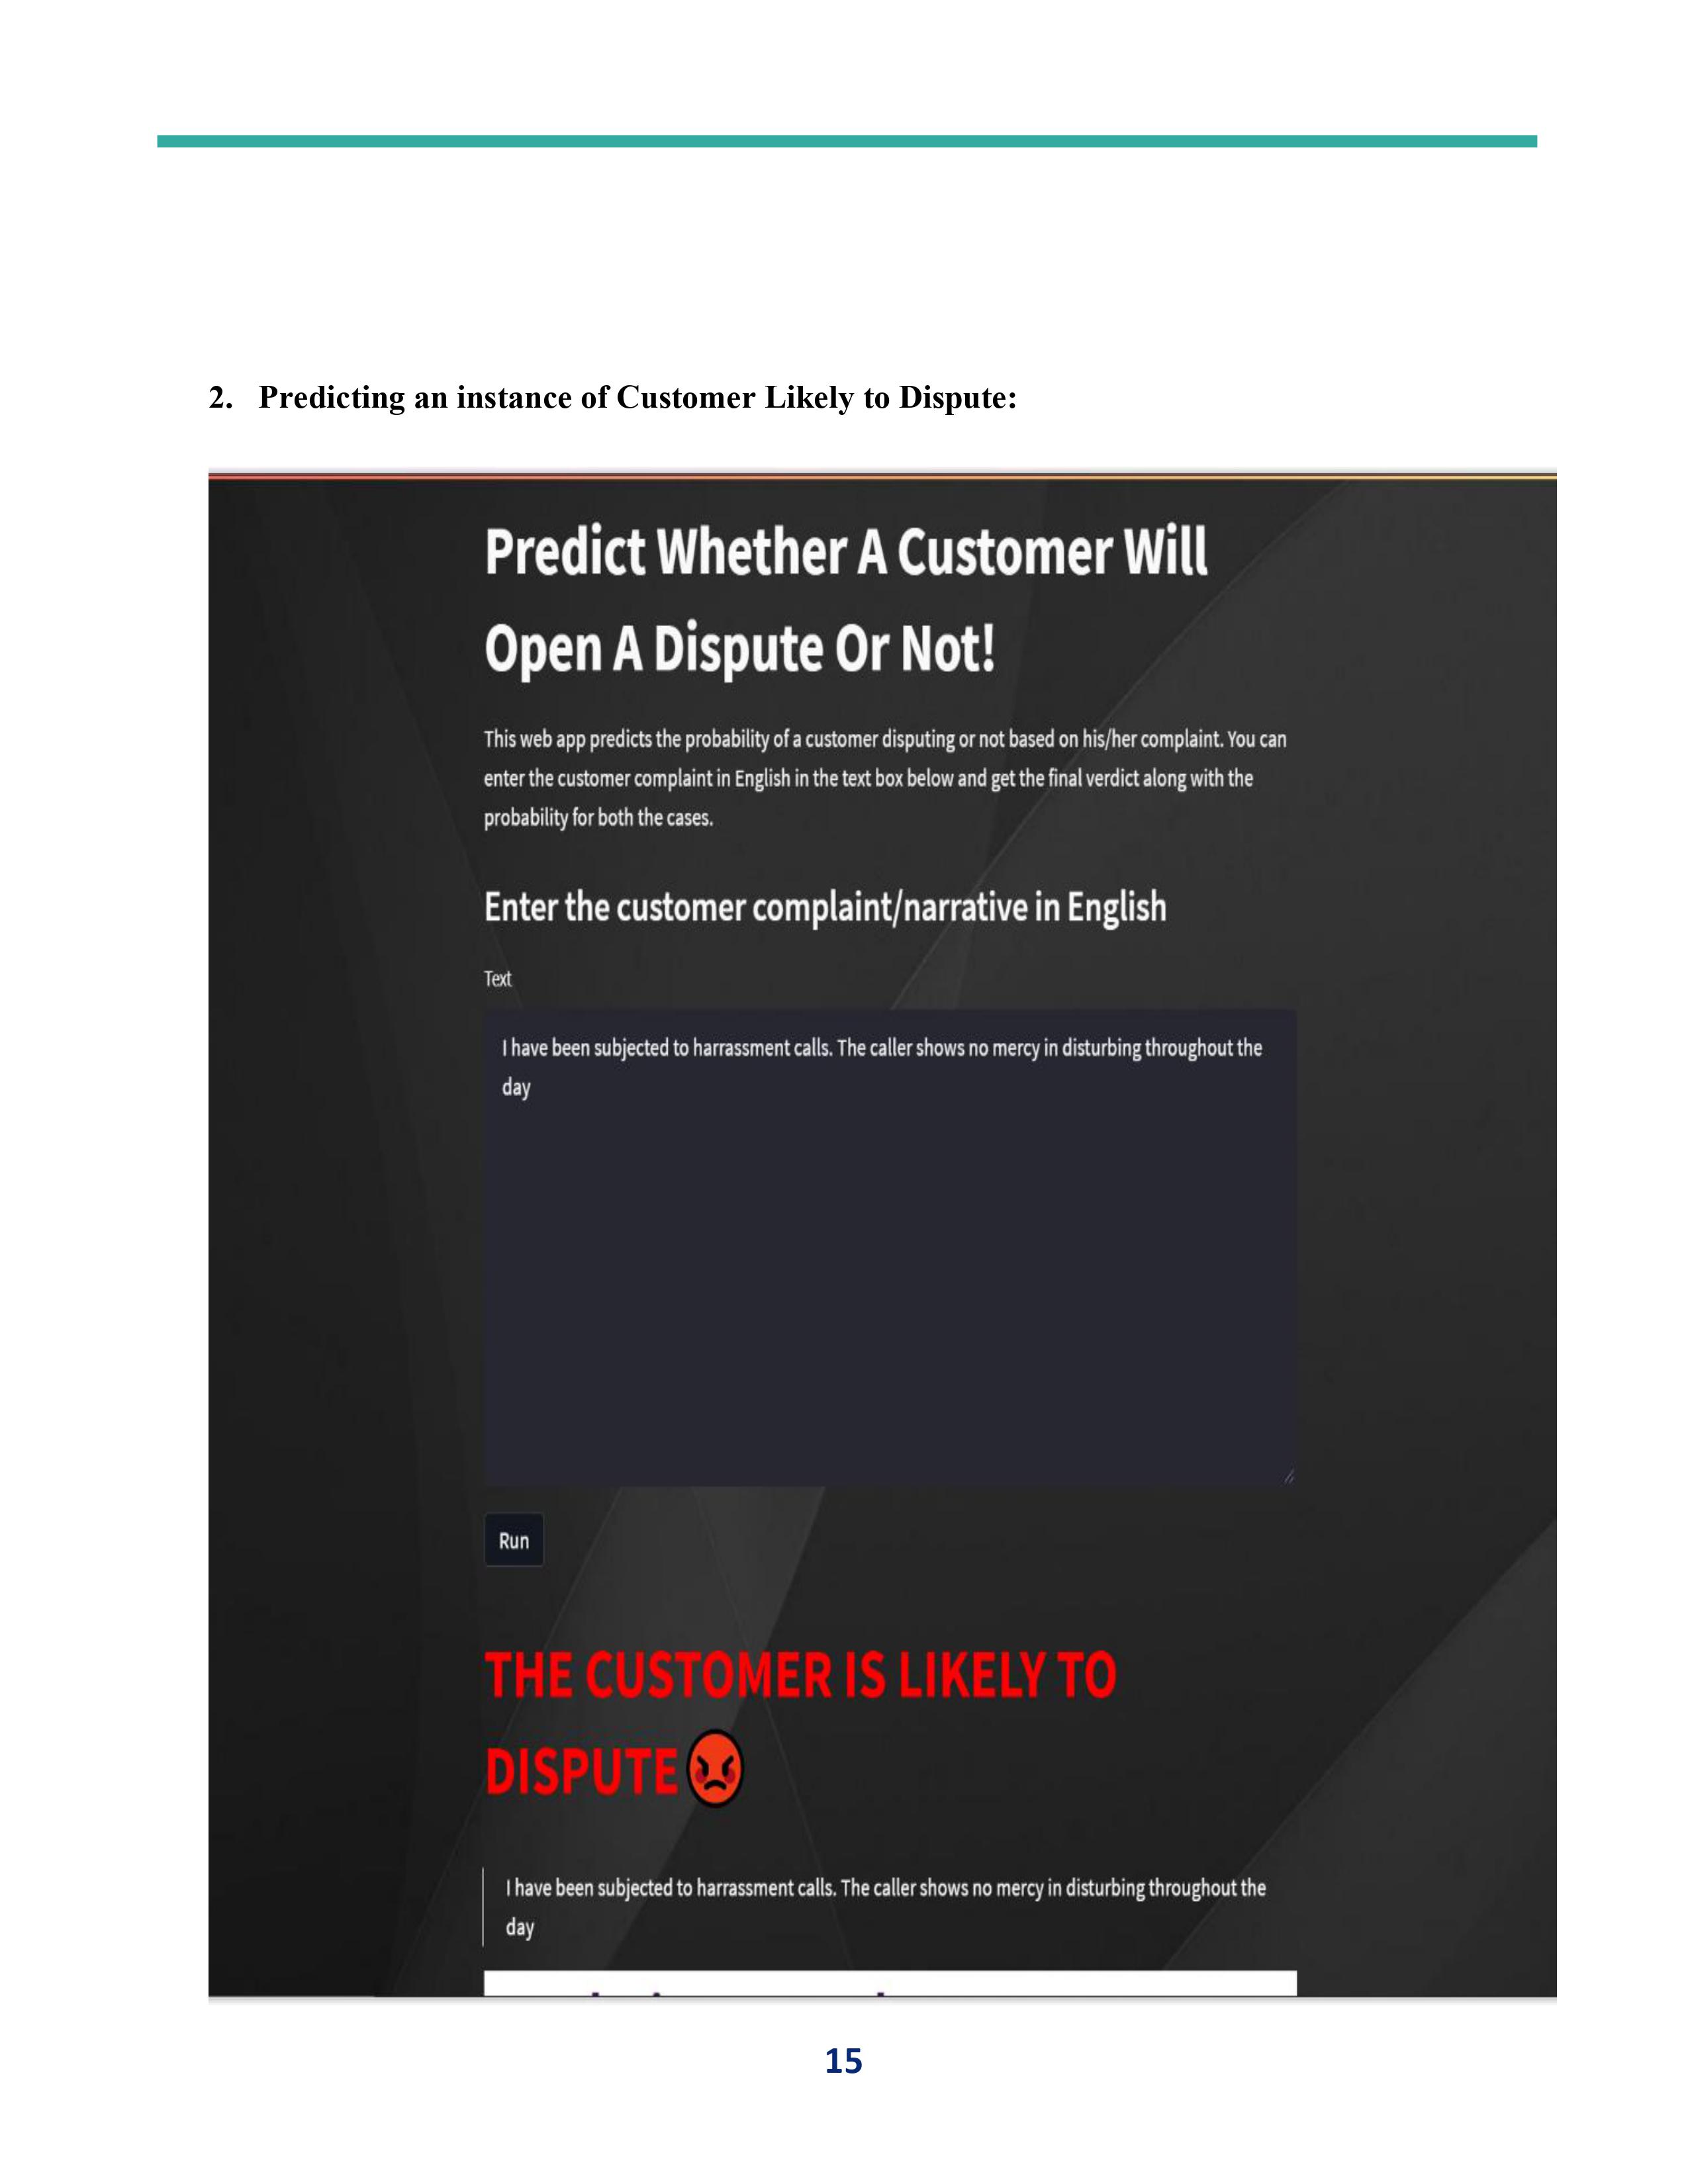 2. Predicting an instance of Customer Likely to Dispute:
Predict Whether A Customer Will
Open A Dispute Or Not!
This web app predicts the probability of a customer disputing or not based on his/her complaint. You can
enter the customer complaint in English in the text box below and get the final verdict along with the
probability for both the cases.
Enter the customer complaint/narrative in English
Text
I have been subjected to harrassment calls. The caller shows no mercy in disturbing throughout the
day
Run
THE CUSTOMER IS LIKELY TO
DISPUTE
I have been subjected to harrassment calls. The caller shows no mercy in disturbing throughout the
day
15